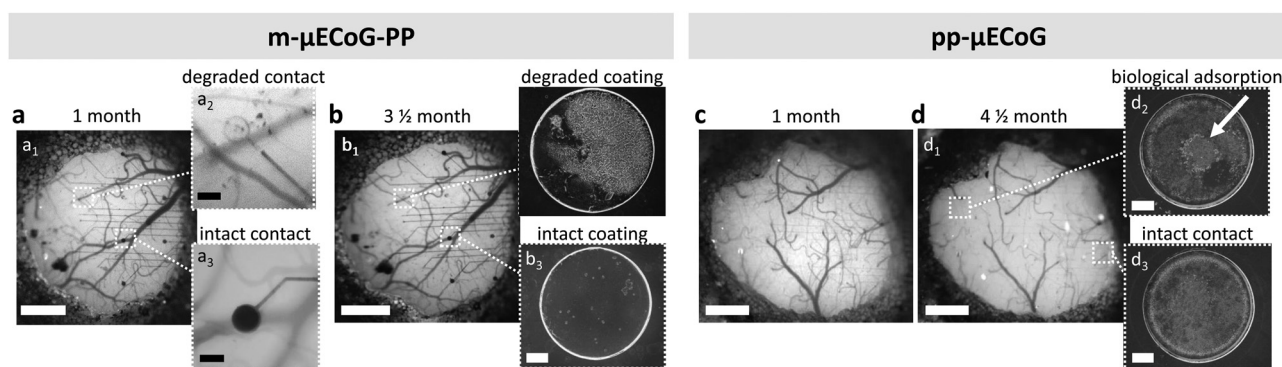 m-µECoG-PP
pp-µECoG
degraded contact
degraded coating
biological adsorption
a 1 month
b 3 ½ month
c 1 month
d 4 ½ month
a1
a2
b1
d1
d2
intact contact
intact coating
intact contact
a3
b3
d3